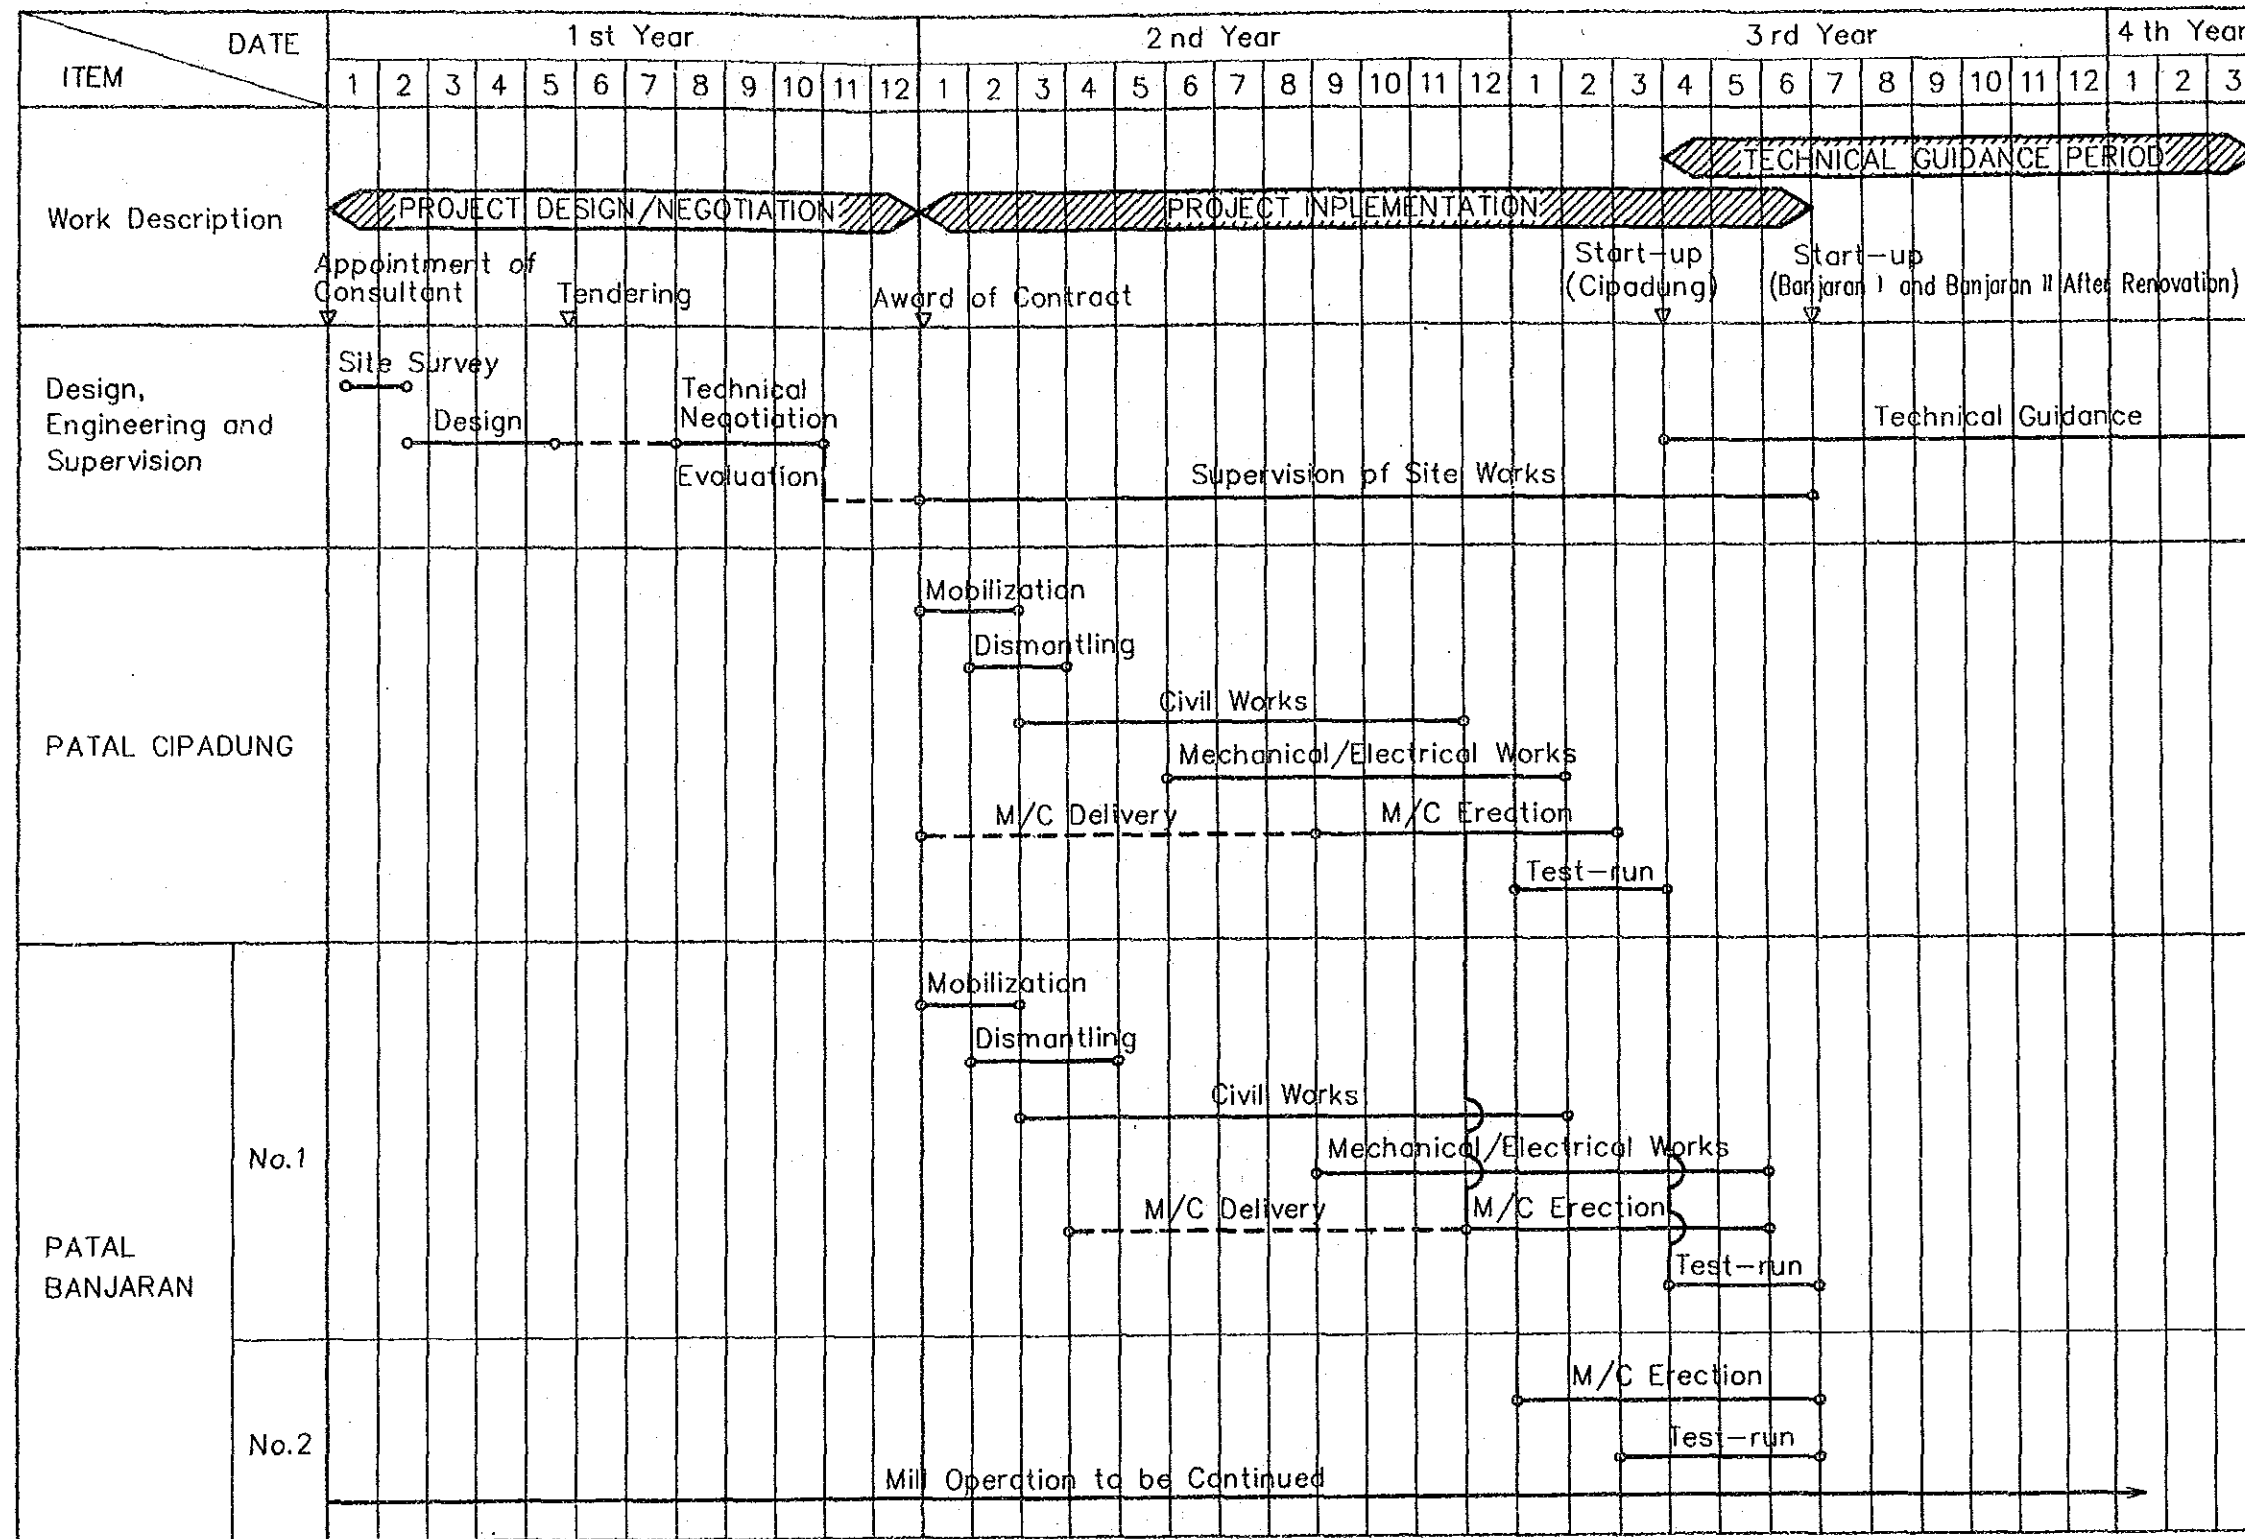 DATE
ITEM
1 st Year
2 nd Year
3 rd Year
4 th Year
1 2 3 4 5 6 7 8 9 10 11 12 1 2 3 4 5 6 7 8 9 10 11 12 1 2 3 4 5 6 7 8 9 10 11 12 1 2 3
Work Description
TECHNICAL GUIDANCE PERIOD
PROJECT DESIGN/NEGOTIATION
PROJECT INPLEMENTATION
Appointment of
Consultant
Tendering
Award of Contract
Start-up
(Cipadung)
Start-up
(Banjaran I and Banjaran II After Renovation)
Design,
Engineering and
Supervision
Site Survey
Design
Technical
Negotiation
Evaluation
Technical Guidance
Supervision of Site Works
PATAL CIPADUNG
Mobilization
Dismantling
Civil Works
Mechanical/Electrical Works
M/C Delivery
M/C Erection
Test-run
PATAL
BANJARAN
No.1
Mobilization
Dismantling
Civil Works
Mechanical/Electrical Works
M/C Delivery
M/C Erection
Test-run
No.2
M/C Erection
Test-run
Mill Operation to be Continued